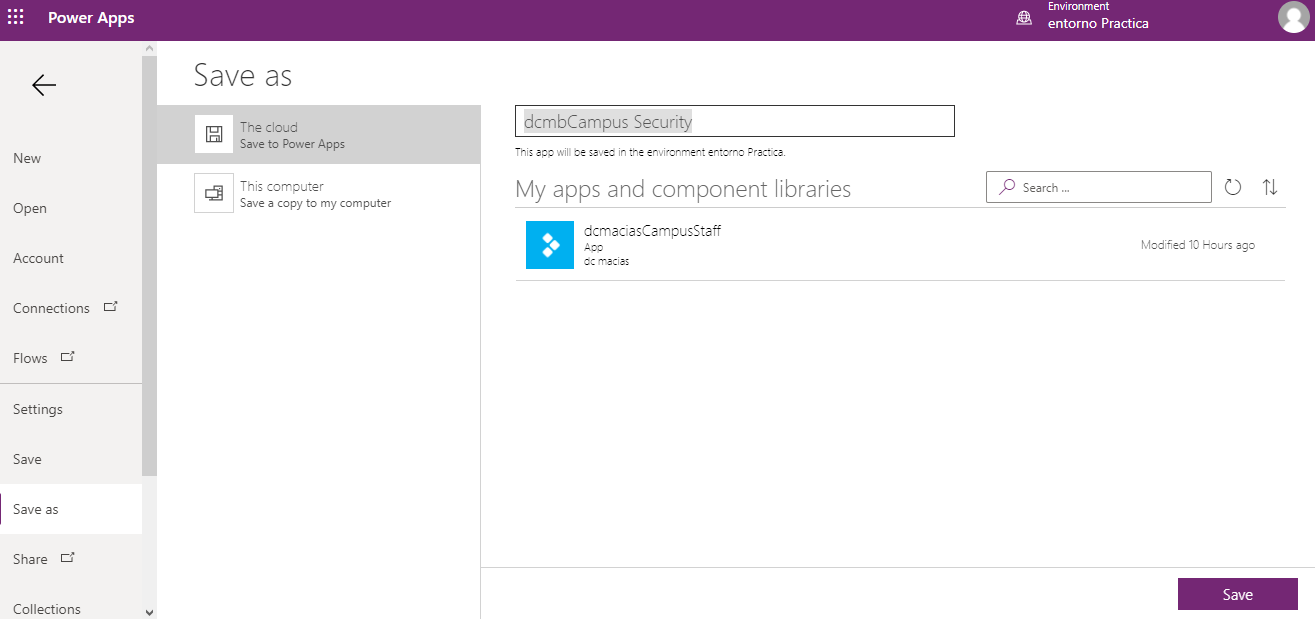 Power Apps
Environment
entorno Practica
Save as
The cloud
Save to Power Apps
This computer
Save a copy to my computer
New
Open
Account
Connections
Flows
Settings
Save
Save as
Share
Collections
dcmbCampus Security
This app will be saved in the environment entorno Practica.
My apps and component libraries
Search ...
dcmaciasCampusStaff
App
dc macias
Modified 10 Hours ago
Save